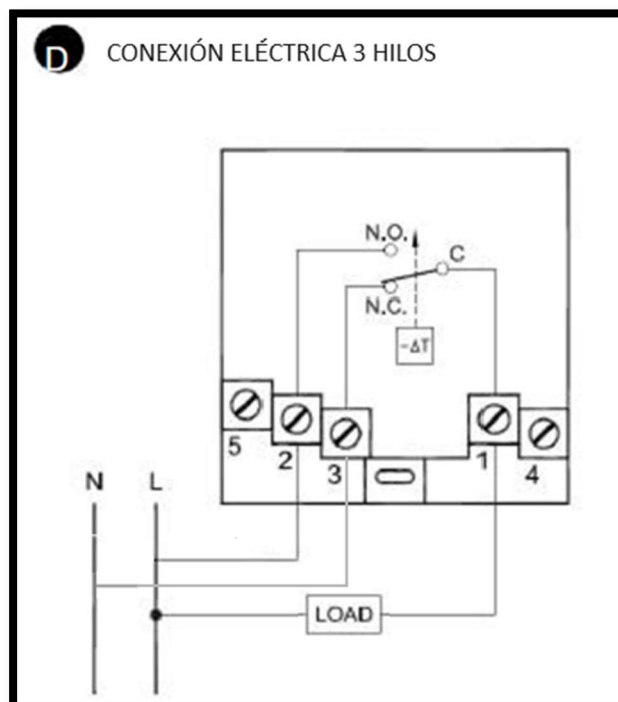 D CONEXIÓN ELÉCTRICA 3 HILOS
N.O.
C
N.C.
-ΔT
5 2 3 1 4
N L
LOAD